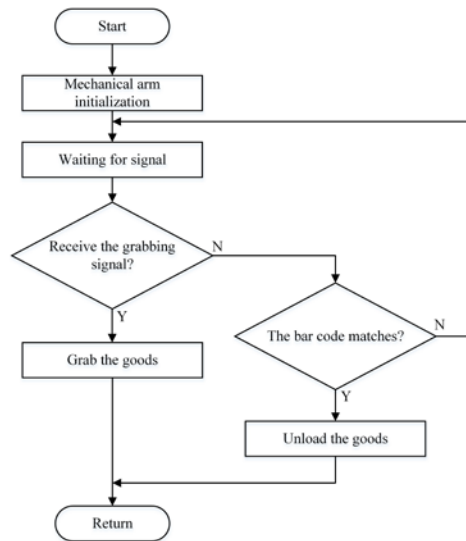 Start
Mechanical arm
initialization
Waiting for signal
Receive the grabbing
signal?
N
Y
The bar code matches?
N
Y
Grab the goods
Unload the goods
Return